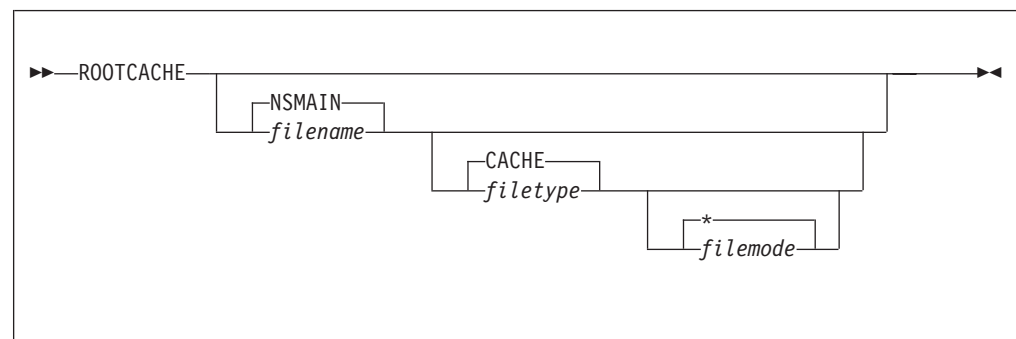 ROOTCACHE
NSMAIN
filename
CACHE
filetype
*
filemode